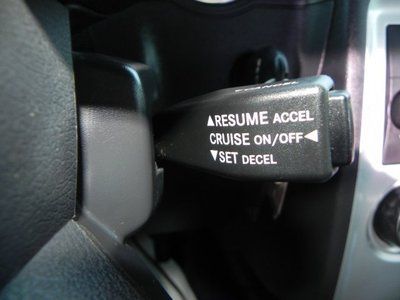 ▲RESUME ACCEL
CRUISE ON/OFF◀
▼SET DECEL